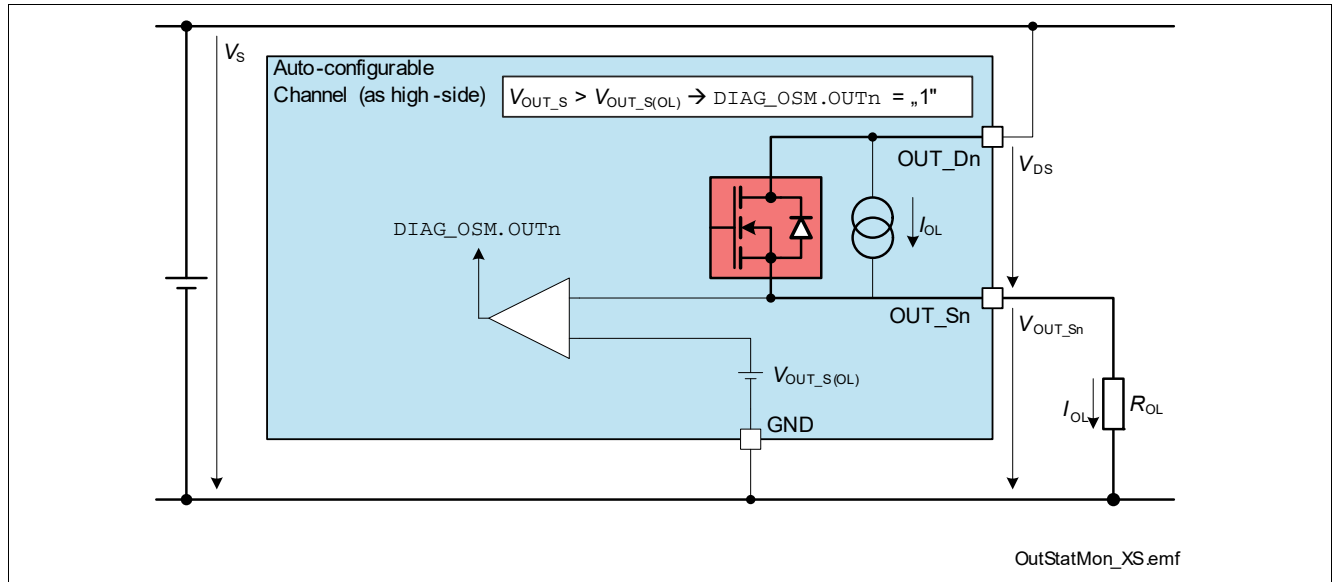 VS
Auto-configurable
Channel (as high-side)
VOUT_S > VOUT_S(OL) → DIAG_OSM.OUTn = „1"
OUT_Dn
VDS
IOL
DIAG_OSM.OUTn
OUT_Sn
VOUT_Sn
VOUT_S(OL)
IOL
ROL
GND
OutStatMon_XS.emf